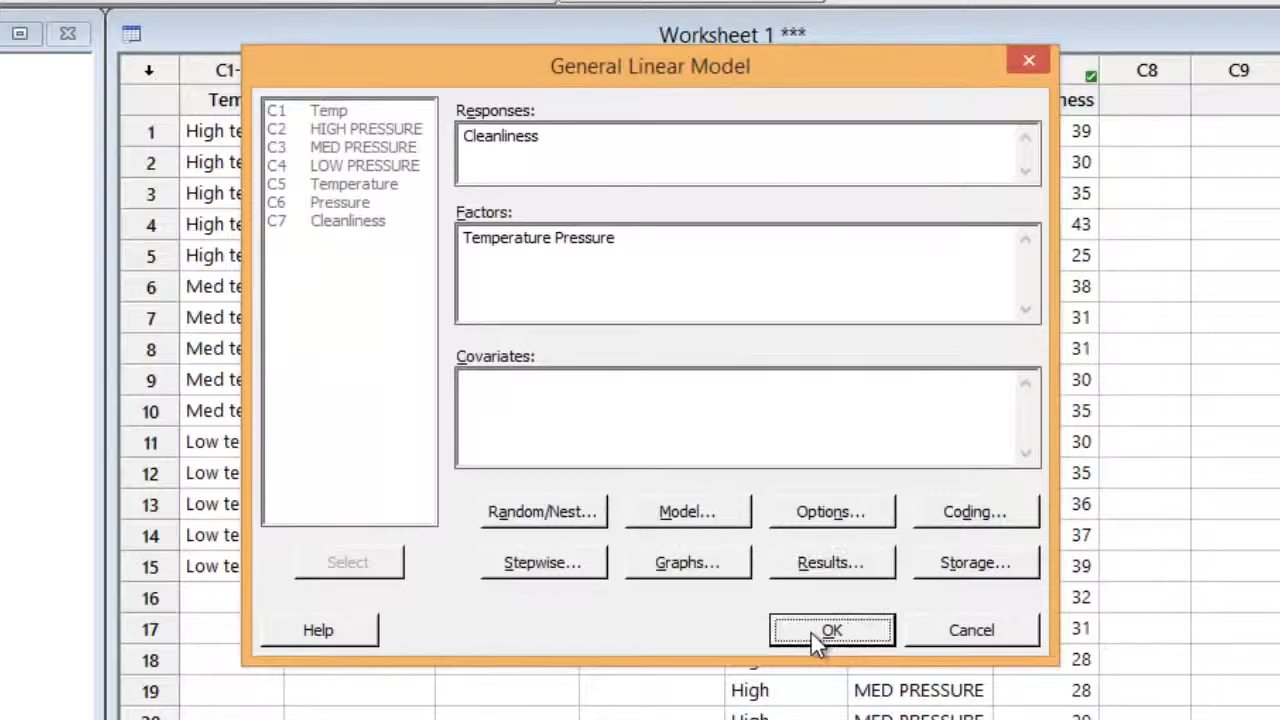 Worksheet 1 ***
General Linear Model
C1-
C8
C9
Tem
ness
1
High te
39
2
High te
30
3
High te
35
4
High te
43
5
High te
25
6
Med te
38
7
Med te
31
8
Med te
31
9
Med te
30
10
Med te
35
11
Low te
30
12
Low te
35
13
Low te
36
14
Low te
37
15
Low te
39
16
32
17
31
18
28
19
High
MED PRESSURE
28
C1 Temp
C2 HIGH PRESSURE
C3 MED PRESSURE
C4 LOW PRESSURE
C5 Temperature
C6 Pressure
C7 Cleanliness
Responses:
Cleanliness
Factors:
Temperature Pressure
Covariates:
Random/Nest...
Model...
Options...
Coding...
Select
Stepwise...
Graphs...
Results...
Storage...
Help
OK
Cancel